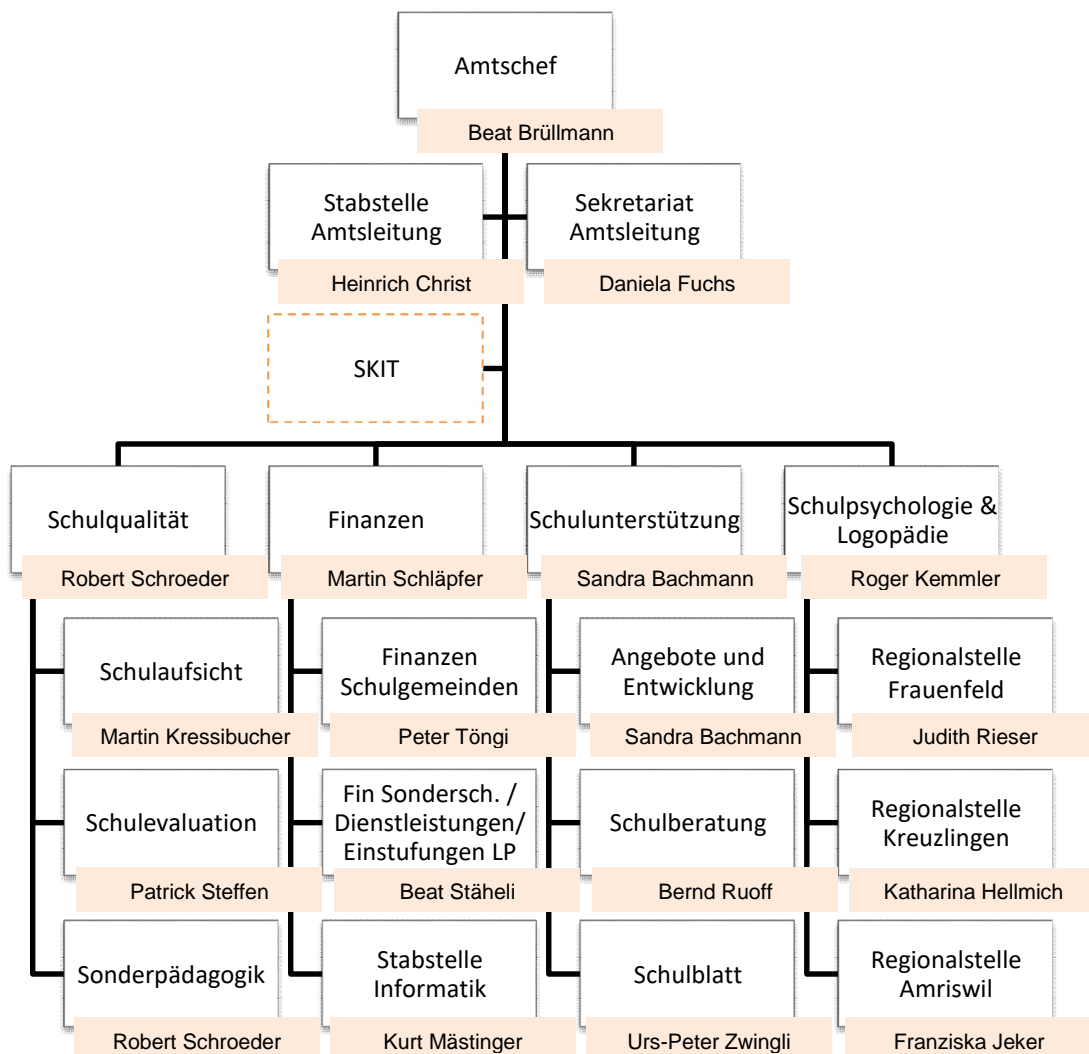 Amtschef
Beat Brüllmann
Stabstelle
Amtsleitung
Heinrich Christ
Sekretariat
Amtsleitung
Daniela Fuchs
SKIT
Schulqualität
Robert Schroeder
Finanzen
Martin Schläpfer
Schulunterstützung
Sandra Bachmann
Schulpsychologie &
Logopädie
Roger Kemmler
Schulaufsicht
Martin Kressibucher
Finanzen
Schulgemeinden
Peter Töngi
Angebote und
Entwicklung
Sandra Bachmann
Regionalstelle
Frauenfeld
Judith Rieser
Schulevaluation
Patrick Steffen
Fin Sondersch. /
Dienstleistungen/
Einstufungen LP
Beat Stäheli
Schulberatung
Bernd Ruoff
Regionalstelle
Kreuzlingen
Katharina Hellmich
Sonderpädagogik
Robert Schroeder
Stabstelle
Informatik
Kurt Mästinger
Schulblatt
Urs-Peter Zwingli
Regionalstelle
Amriswil
Franziska Jeker